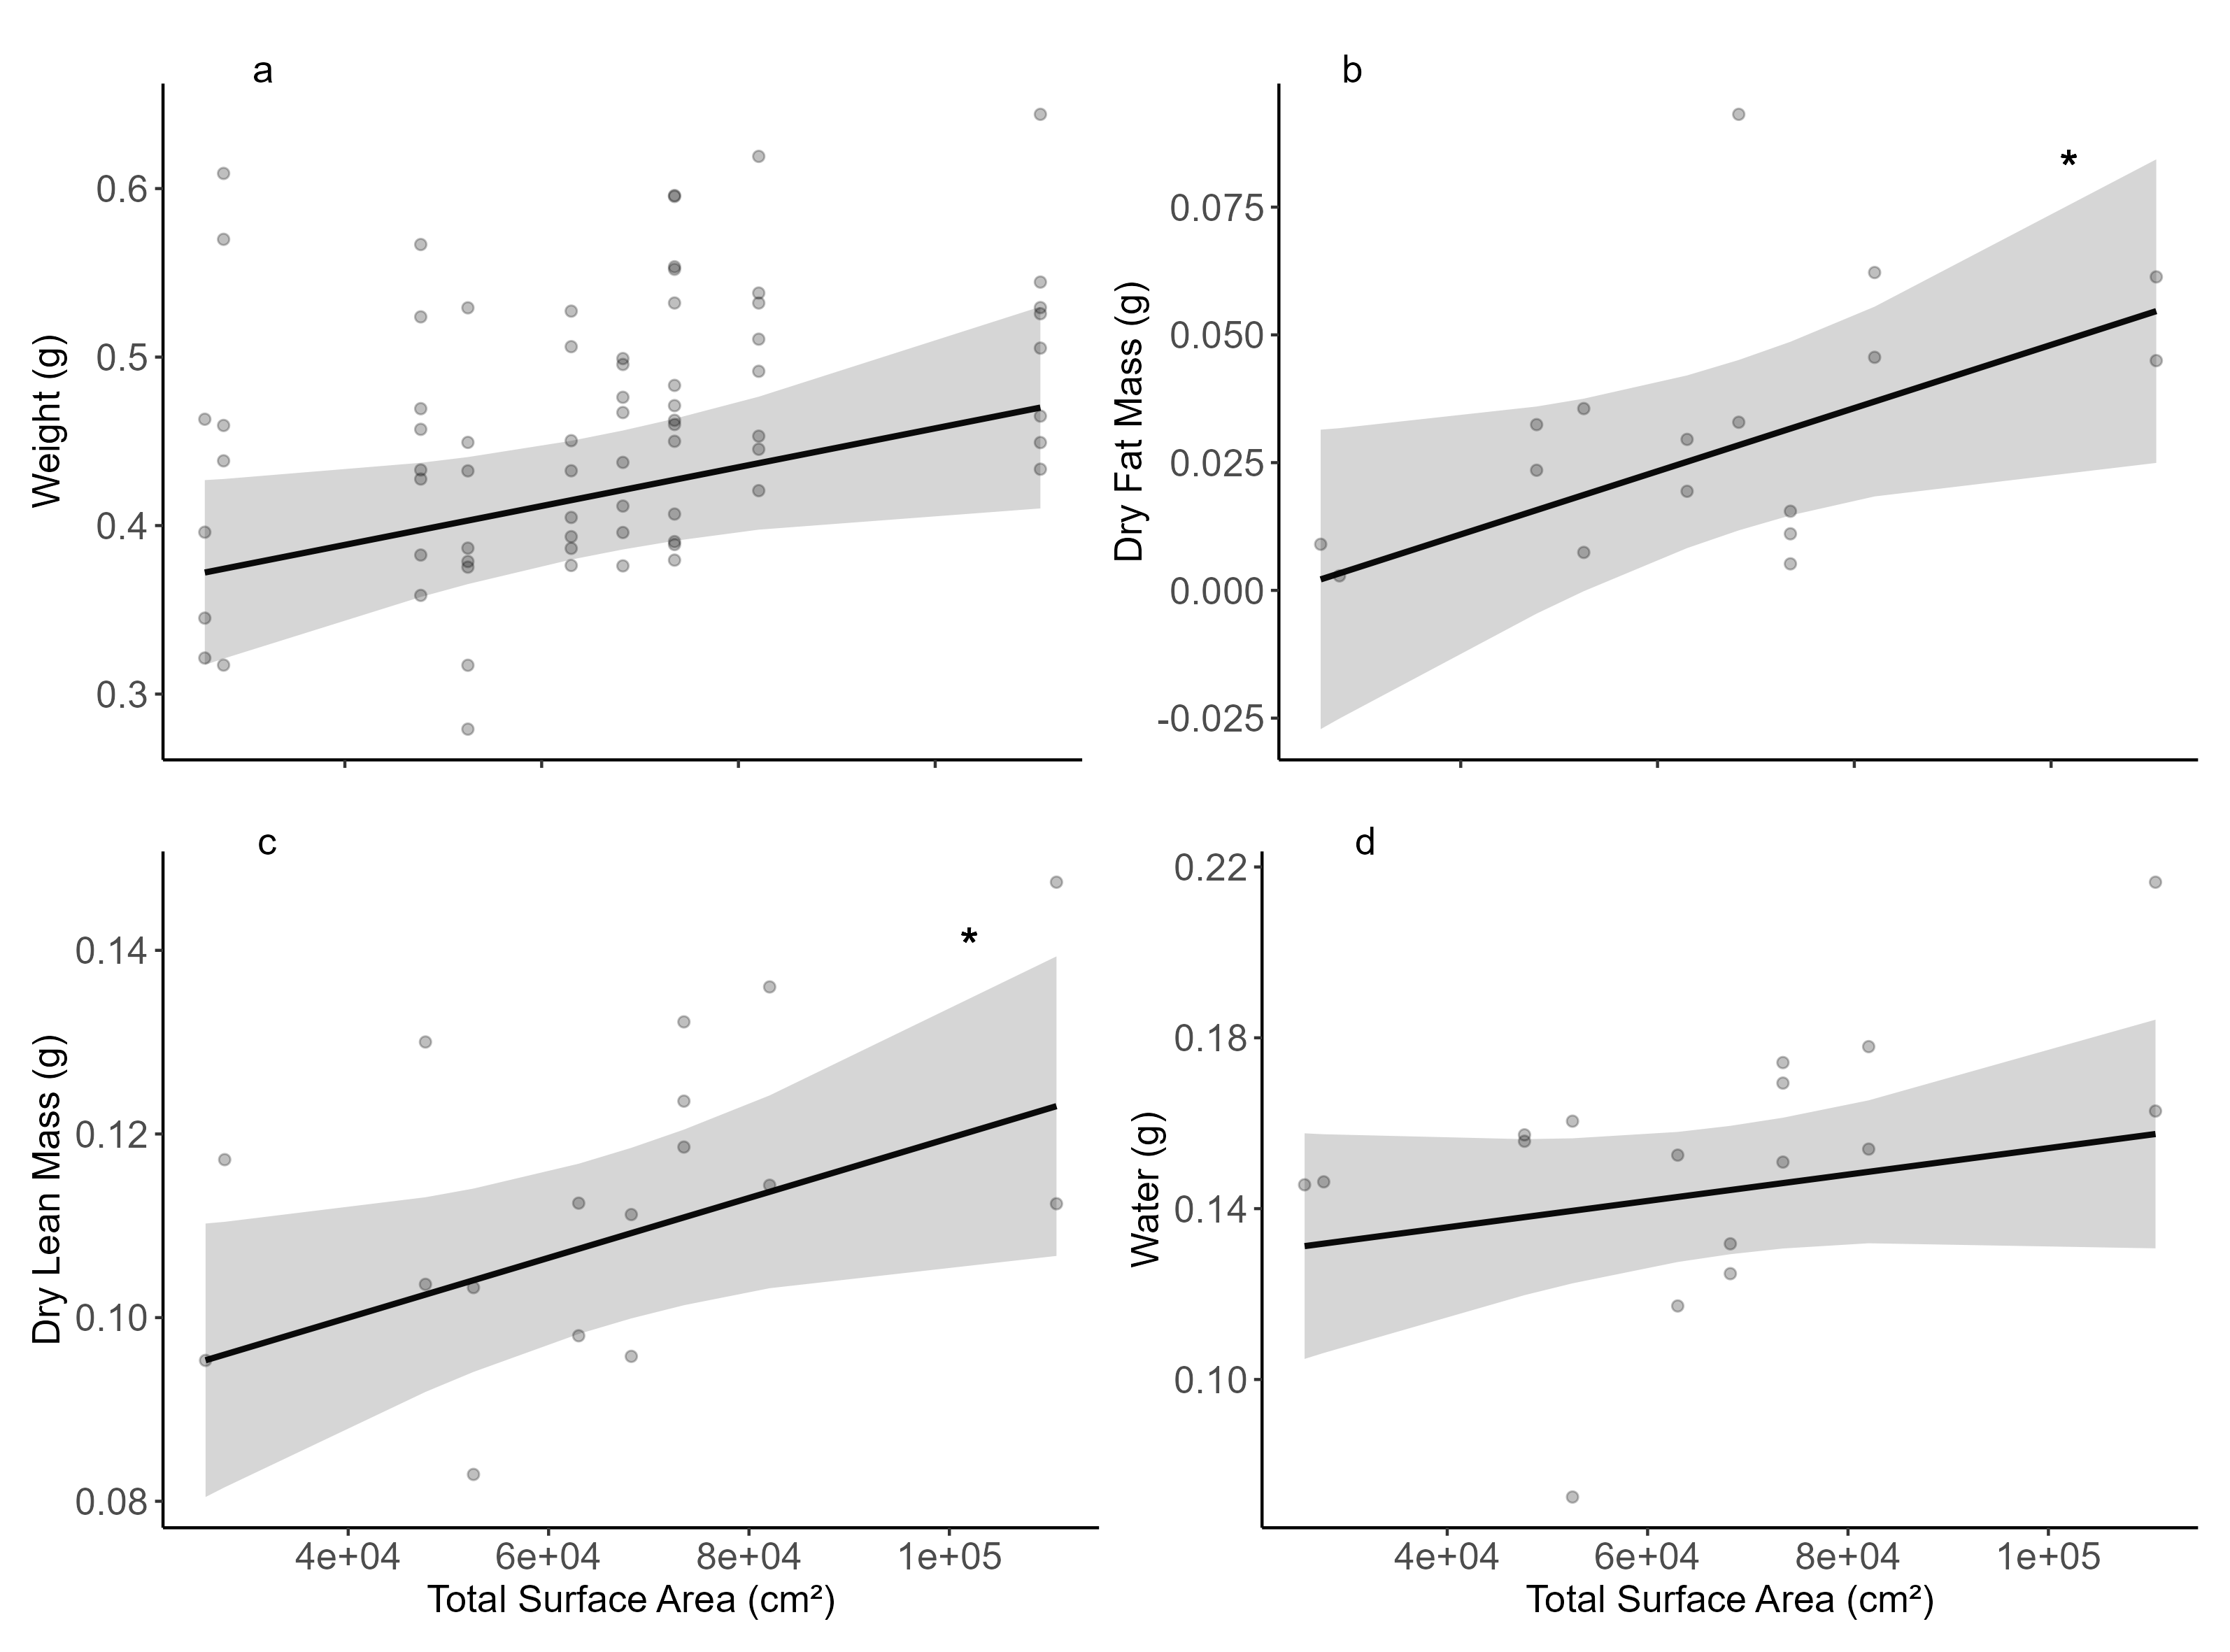 a
Weight (g)
0.6
0.5
0.4
0.3
b
*
Dry Fat Mass (g)
0.075
0.050
0.025
0.000
-0.025
c
*
Dry Lean Mass (g)
0.14
0.12
0.10
0.08
4e+04 6e+04 8e+04 1e+05
Total Surface Area (cm²)
d
Water (g)
0.22
0.18
0.14
0.10
4e+04 6e+04 8e+04 1e+05
Total Surface Area (cm²)